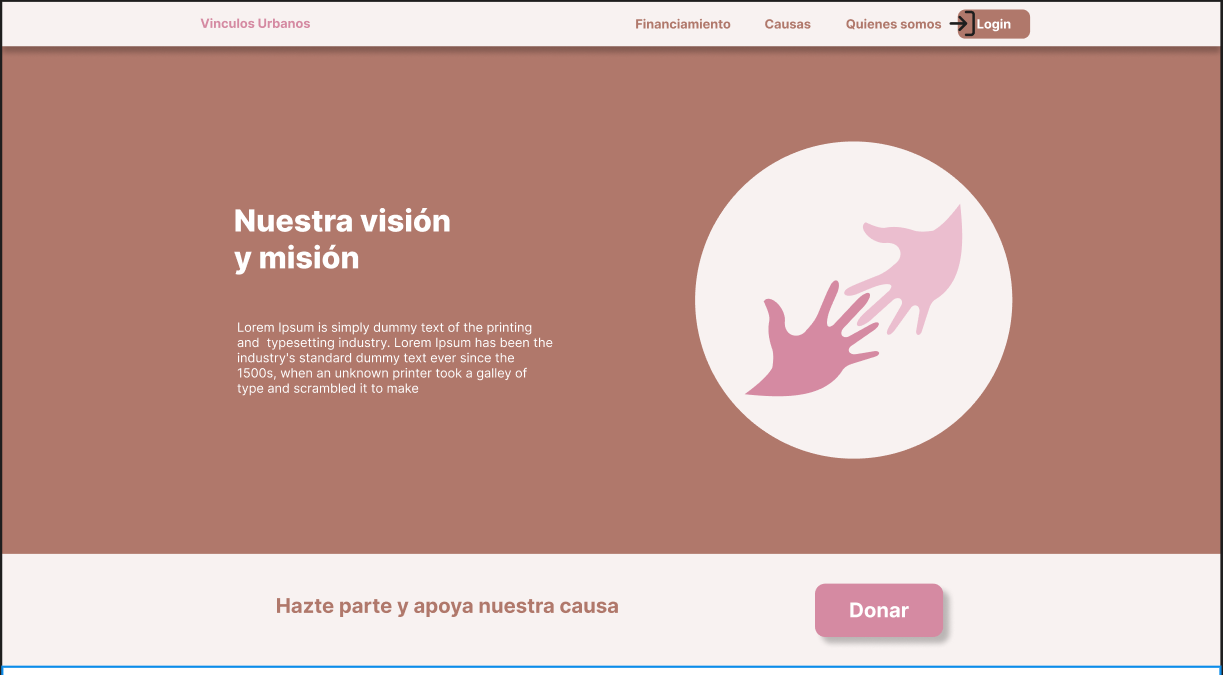 Vinculos Urbanos
Financiamiento
Causas
Quienes somos
Login
Nuestra visión
y misión
Lorem Ipsum is simply dummy text of the printing
and  typesetting industry. Lorem Ipsum has been the
industry's standard dummy text ever since the
1500s, when an unknown printer took a galley of
type and scrambled it to make
Hazte parte y apoya nuestra causa
Donar